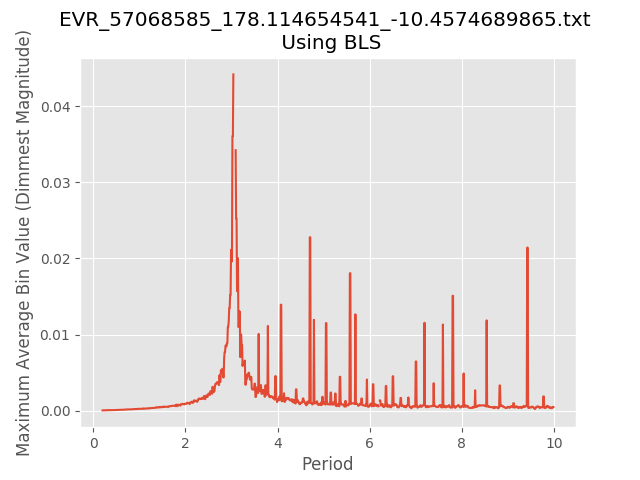 EVR_57068585_178.114654541_-10.4574689865.txt
Using BLS
Maximum Average Bin Value (Dimmest Magnitude)
0.04
0.03
0.02
0.01
0.00
0
2
4
6
8
10
Period